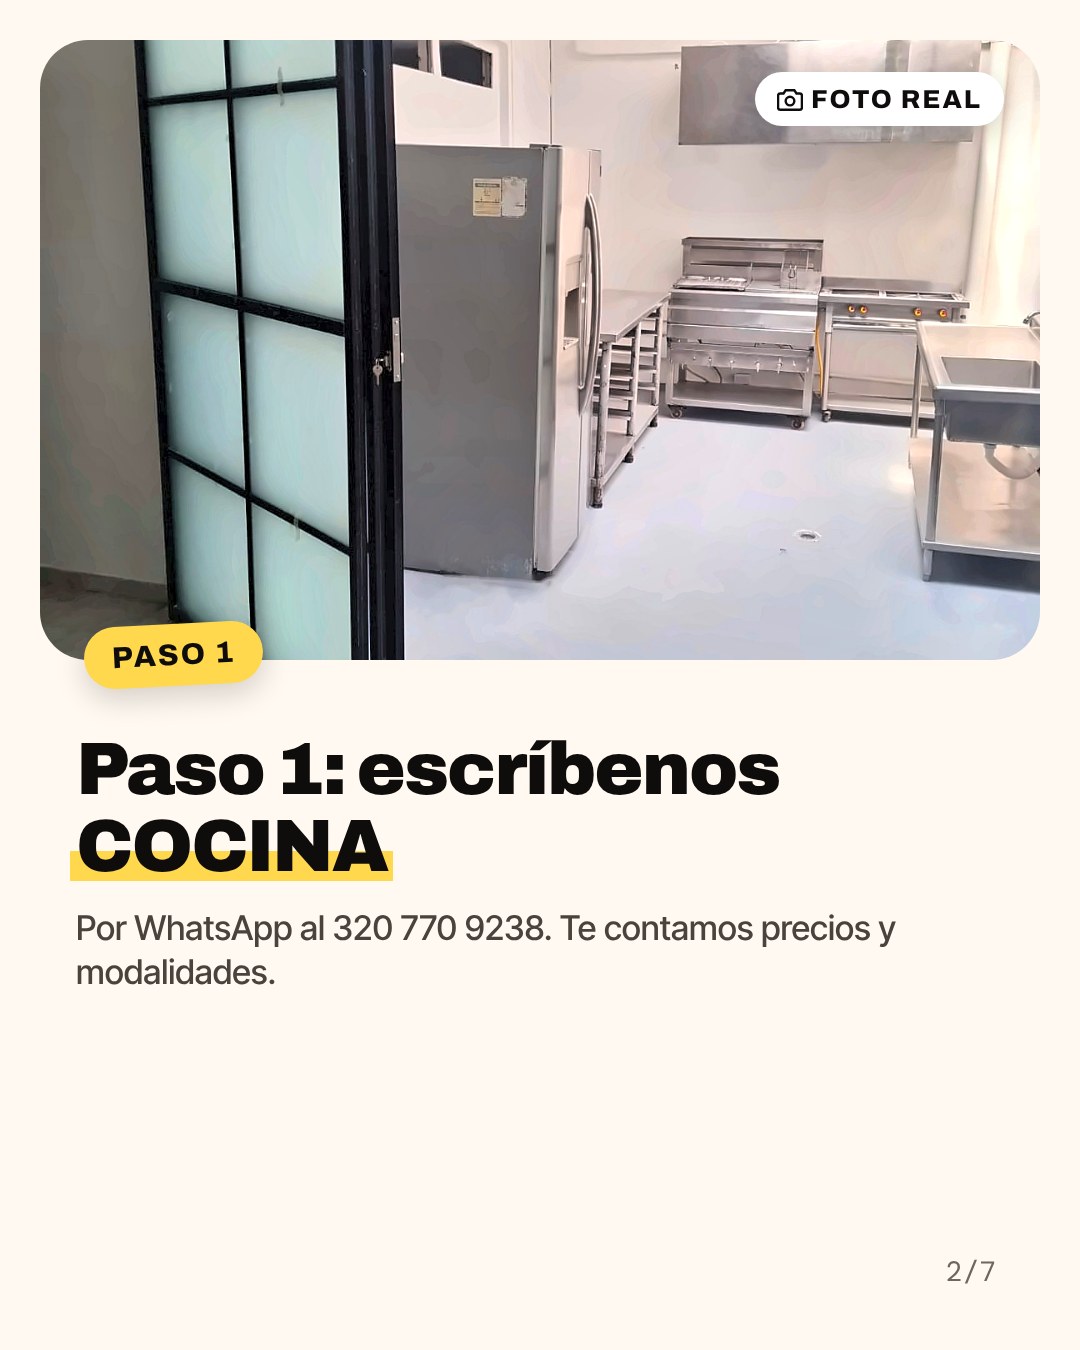 FOTO REAL
PASO 1
Paso 1: escríbenos
COCINA
Por WhatsApp al 320 770 9238. Te contamos precios y
modalidades.
2/7